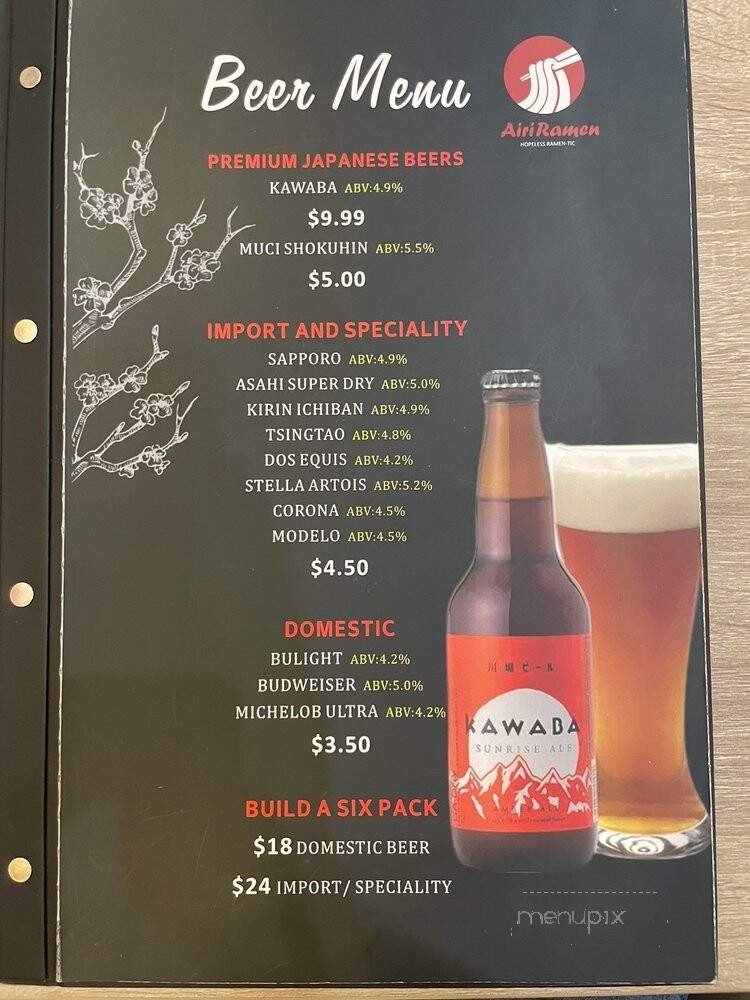 Beer Menu
Airi Ramen
HOPELESS RAMEN-TIC
PREMIUM JAPANESE BEERS
KAWABA ABV:4.9%
$9.99
MUCI SHOKUHIN ABV:5.5%
$5.00
IMPORT AND SPECIALITY
SAPPORO ABV:4.9%
ASAHI SUPER DRY ABV:5.0%
KIRIN ICHIBAN ABV:4.9%
TSINGTAO ABV:4.8%
DOS EQUIS ABV:4.2%
STELLA ARTOIS ABV:5.2%
CORONA ABV:4.5%
MODELO ABV:4.5%
$4.50
DOMESTIC
BULIGHT ABV:4.2%
BUDWEISER ABV:5.0%
MICHELOB ULTRA ABV:4.2%
$3.50
川場ビール
KAWABA
SUNRISE ALE
BUILD A SIX PACK
$18 DOMESTIC BEER
$24 IMPORT/ SPECIALITY
menupix